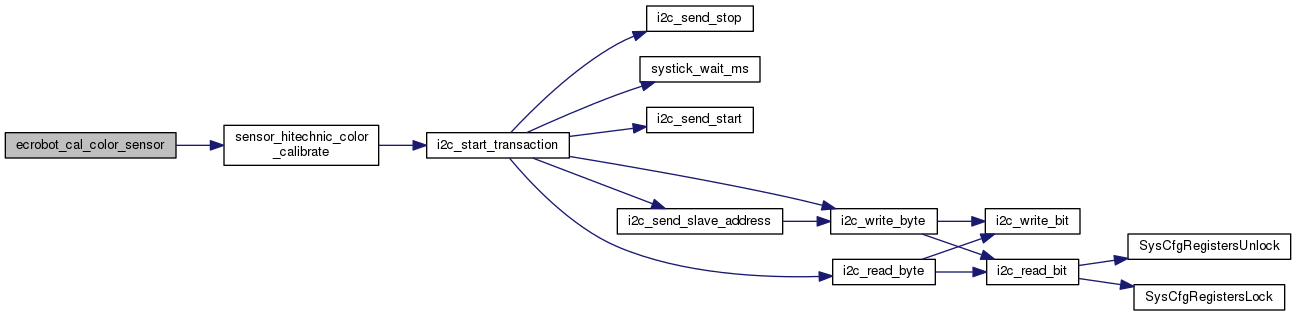 i2c_send_stop
systick_wait_ms
i2c_send_start
ecrobot_cal_color_sensor
sensor_hitechnic_color
_calibrate
i2c_start_transaction
i2c_send_slave_address
i2c_write_byte
i2c_write_bit
i2c_read_byte
i2c_read_bit
SysCfgRegistersUnlock
SysCfgRegistersLock